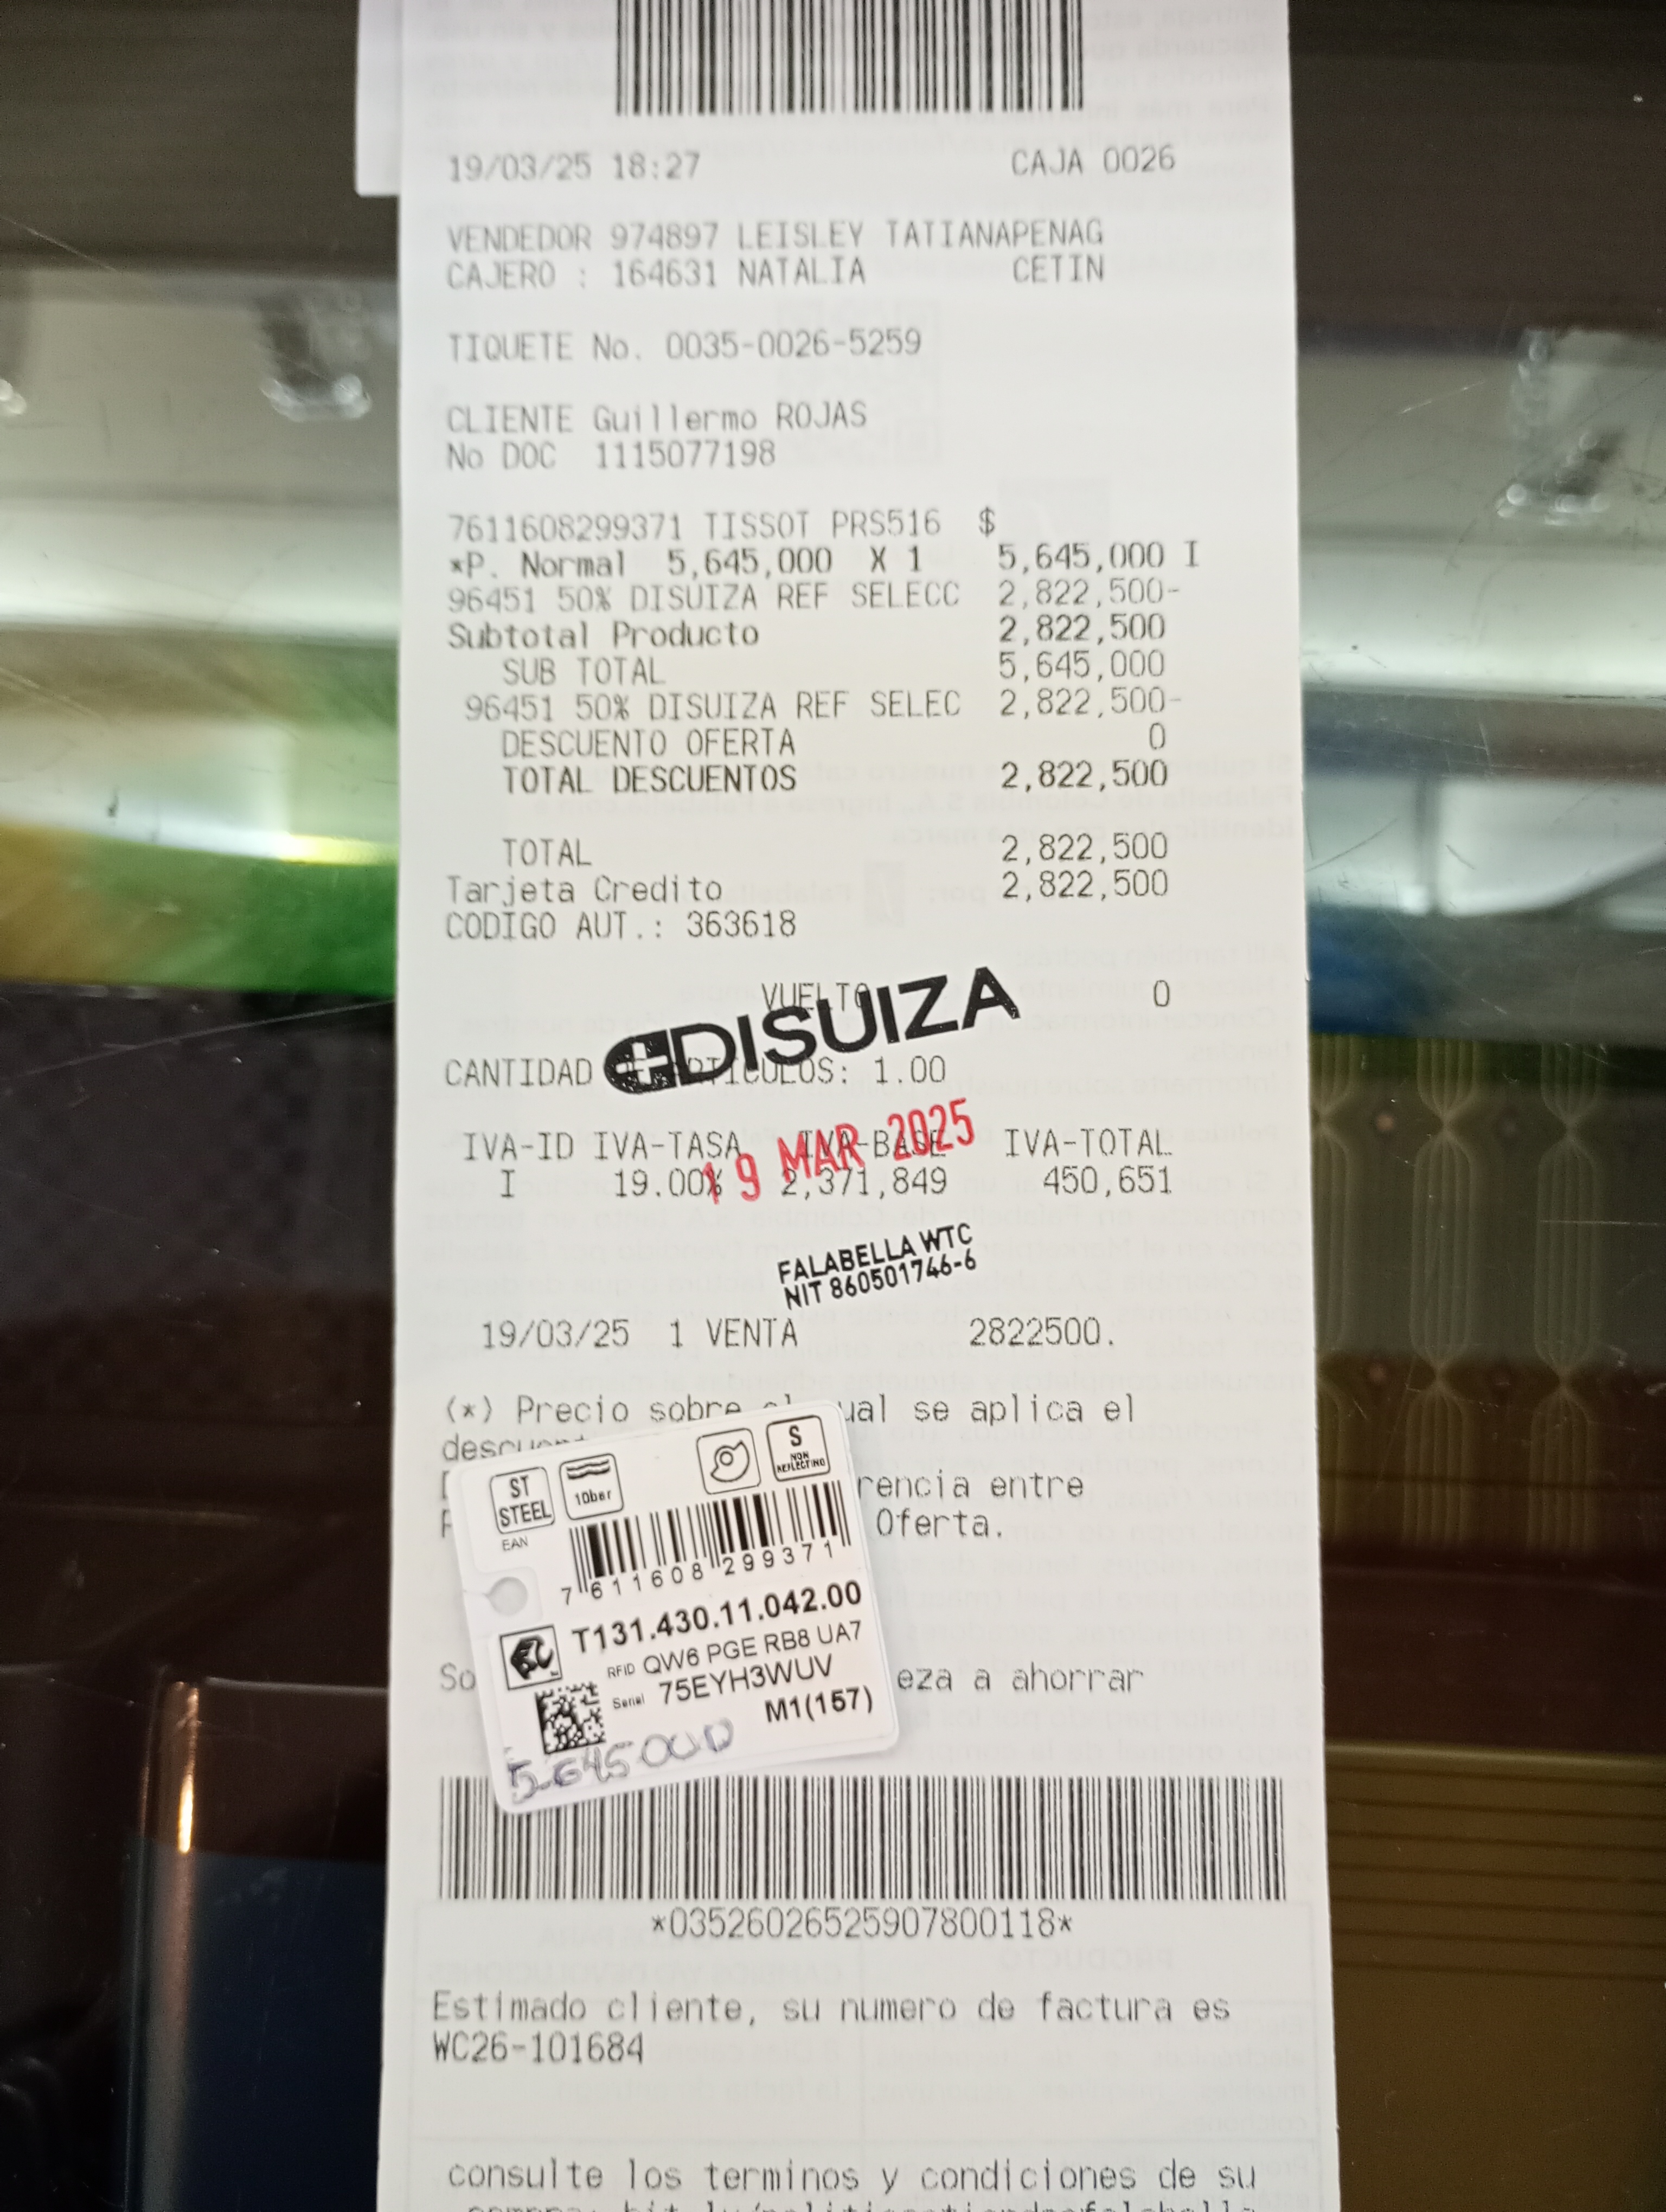 19/03/25 18:27 CAJA 0026
VENDEDOR 974897 LEISLEY TATIANAPENAG
CAJERO : 164631 NATALIA CETIN
TIQUETE No. 0035-0026-5259
CLIENTE Guillermo ROJAS
No DOC 1115077198
7611608299371 TISSOT PRS516 $
*P. Normal 5,645,000 X 1 5,645,000 I
96451 50% DISUIZA REF SELECC 2,822,500-
Subtotal Producto 2,822,500
SUB TOTAL 5,645,000
96451 50% DISUIZA REF SELEC 2,822,500-
DESCUENTO OFERTA 0
TOTAL DESCUENTOS 2,822,500
TOTAL 2,822,500
Tarjeta Credito 2,822,500
CODIGO AUT.: 363618
VUELTO 0
DISUIZA
CANTIDAD DE ARTICULOS: 1.00
19 MAR 2025
IVA-ID IVA-TASA IVA-BASE IVA-TOTAL
I 19.00% 2,371,849 450,651
FALABELLA WTC
NIT 860501746-6
19/03/25 1 VENTA 2822500.
(*) Precio sobre el cual se aplica el
rencia entre
Oferta.
ST STEEL
10bar
S NON REFLECTING
EAN
7 611608 299371
T131.430.11.042.00
RFID QW6 PGE RB8 UA7
Serial 75EYH3WUV
M1(157)
5-645000
eza a ahorrar
*03526026525907800118*
Estimado cliente, su numero de factura es
WC26-101684
consulte los terminos y condiciones de su